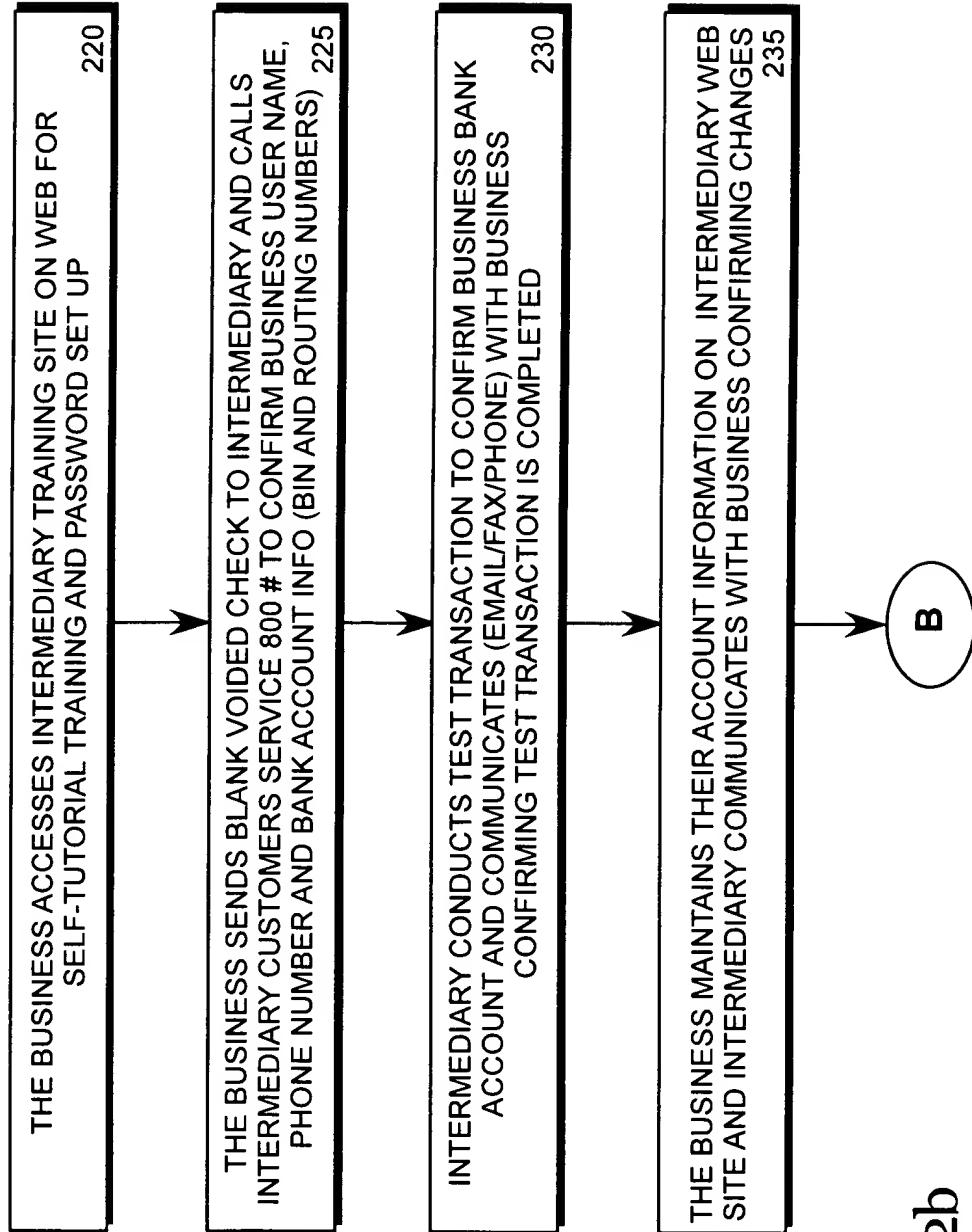 THE BUSINESS ACCESSES INTERMEDIARY TRAINING SITE ON WEB FOR
SELF-TUTORIAL TRAINING AND PASSWORD SET UP
220
THE BUSINESS SENDS BLANK VOIDED CHECK TO INTERMEDIARY AND CALLS
INTERMEDIARY CUSTOMERS SERVICE 800 # TO CONFIRM BUSINESS USER NAME,
PHONE NUMBER AND BANK ACCOUNT INFO (BIN AND ROUTING NUMBERS)
225
INTERMEDIARY CONDUCTS TEST TRANSACTION TO CONFIRM BUSINESS BANK
ACCOUNT AND COMMUNICATES (EMAIL/FAX/PHONE) WITH BUSINESS
CONFIRMING TEST TRANSACTION IS COMPLETED
230
THE BUSINESS MAINTAINS THEIR ACCOUNT INFORMATION ON INTERMEDIARY WEB
SITE AND INTERMEDIARY COMMUNICATES WITH BUSINESS CONFIRMING CHANGES
235
B
2b